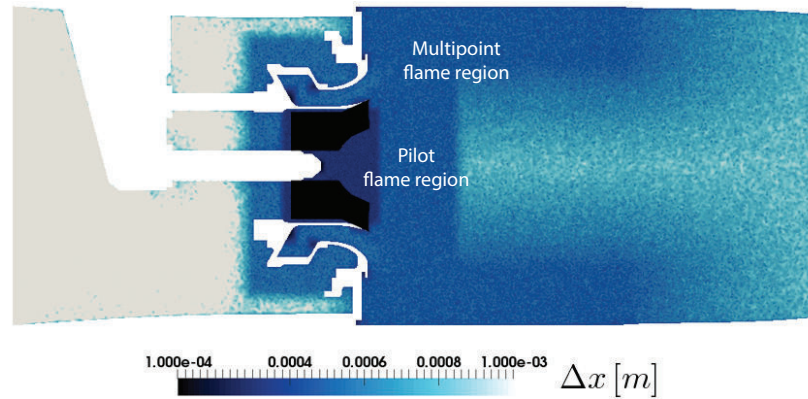 Multipoint
flame region
Pilot
flame region
1.000e-04 0.0004 0.0006 0.0008 1.000e-03
Δx [m]